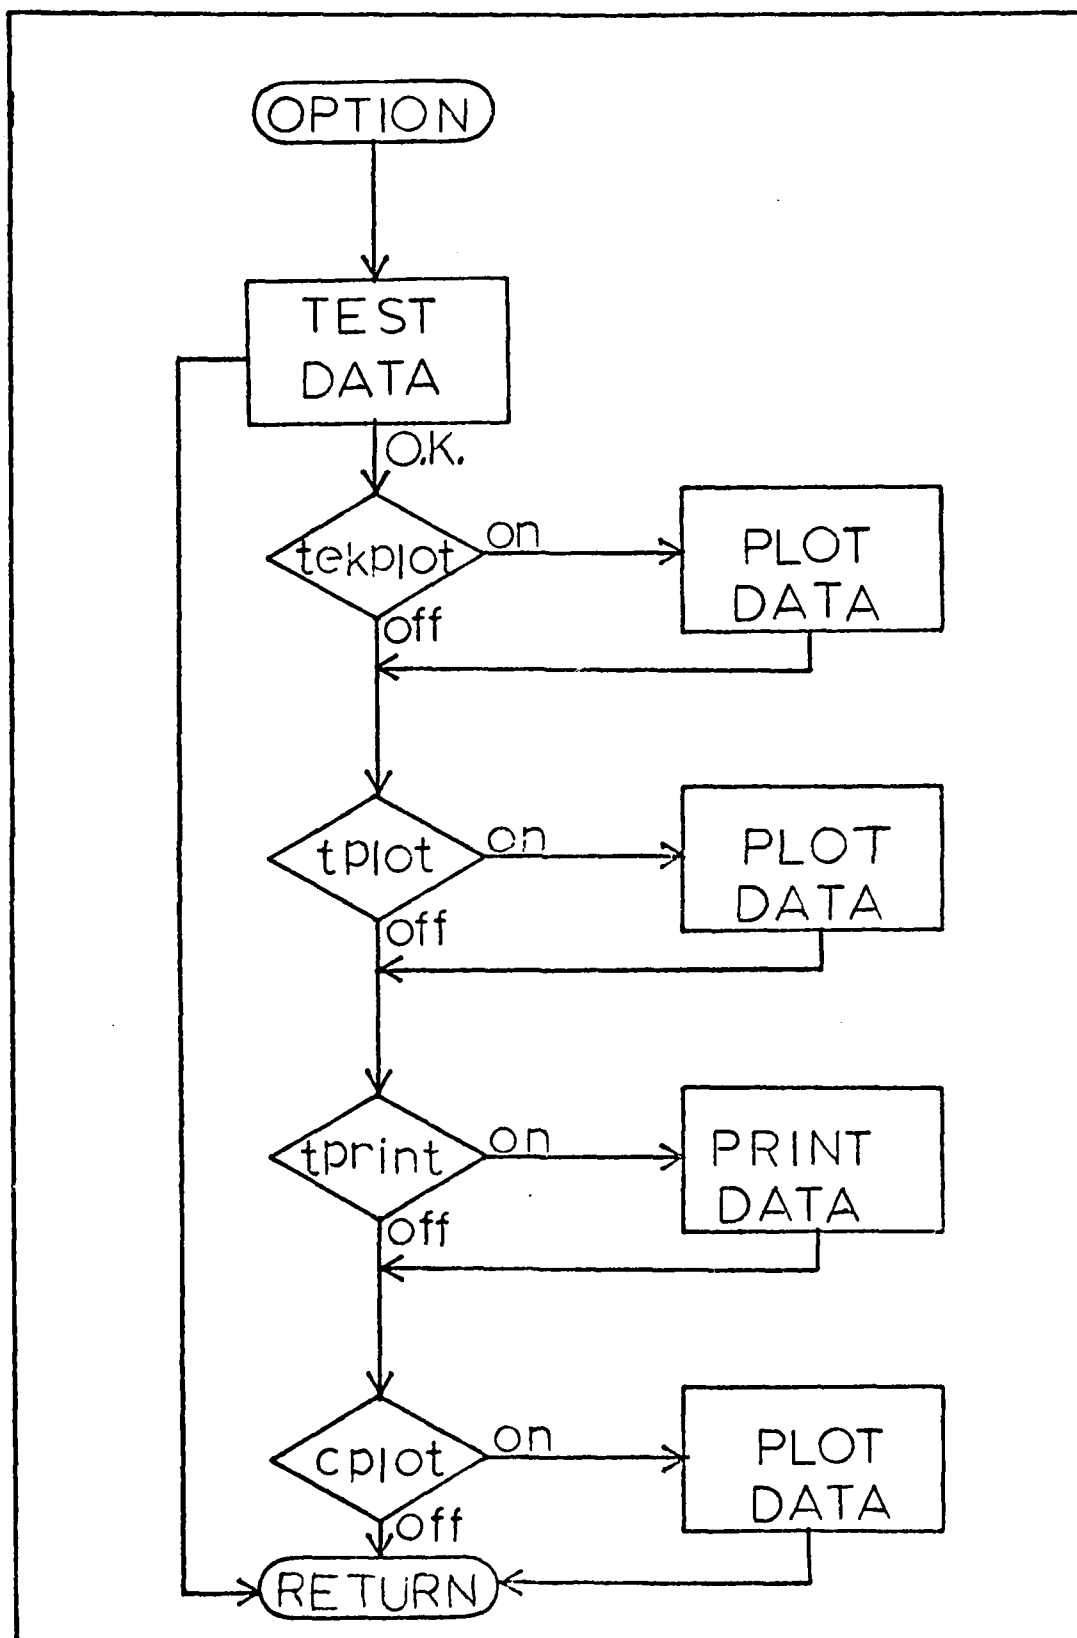 OPTION
TEST
DATA
O.K.
tekplot
on
PLOT
DATA
off
tplot
on
PLOT
DATA
off
tprint
on
PRINT
DATA
off
cplot
on
PLOT
DATA
off
RETURN